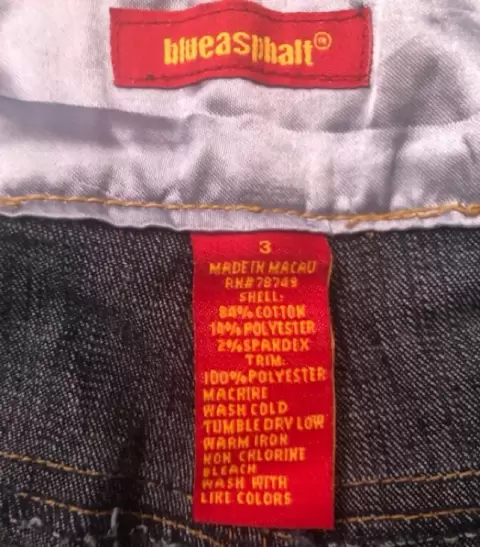 blueasphalt®
3
MADE IN MACAU
RN# 78749
SHELL:
84% COTTON
14% POLYESTER
2% SPANDEX
TRIM:
100% POLYESTER
MACHINE
WASH COLD
TUMBLE DRY LOW
WARM IRON
NON CHLORINE
BLEACH
WASH WITH
LIKE COLORS